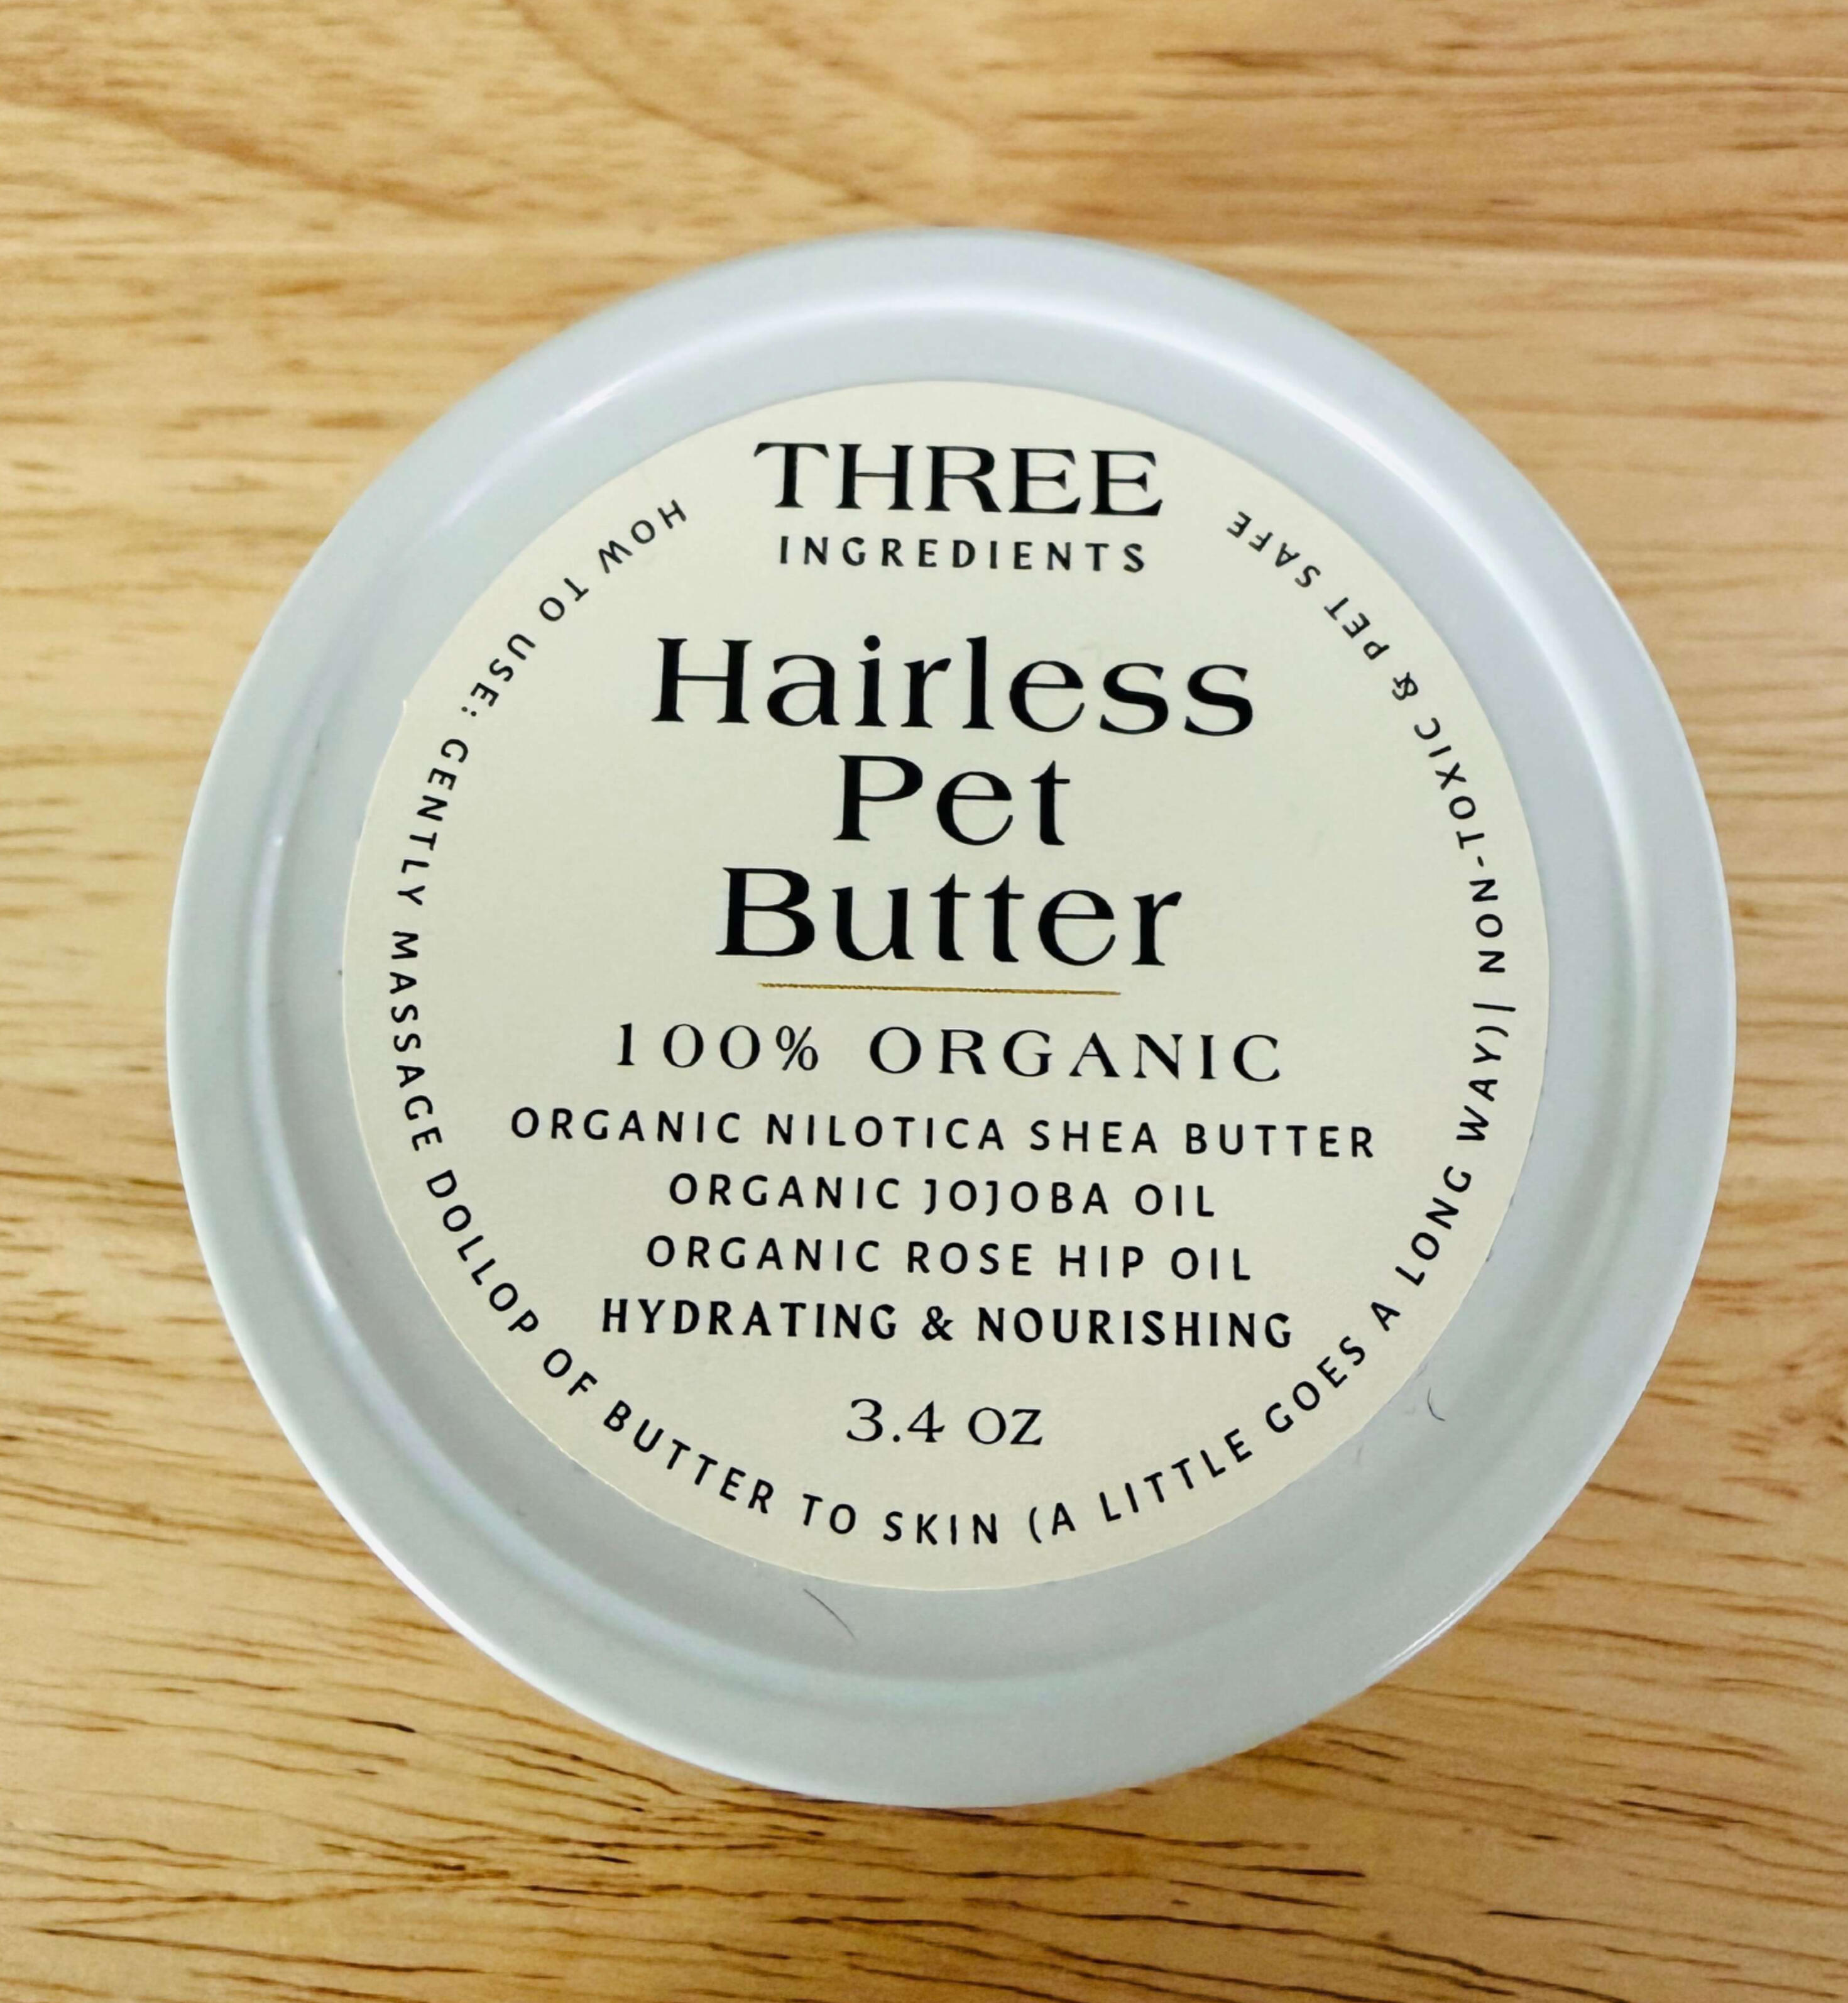 THREE
INGREDIENTS
Hairless
Pet
Butter
100% ORGANIC
ORGANIC NILOTICA SHEA BUTTER
ORGANIC JOJOBA OIL
ORGANIC ROSE HIP OIL
HYDRATING & NOURISHING
3.4 OZ
HOW TO USE: GENTLY MASSAGE DOLLOP OF BUTTER TO SKIN (A LITTLE GOES A LONG WAY)| NON-TOXIC & PET SAFE